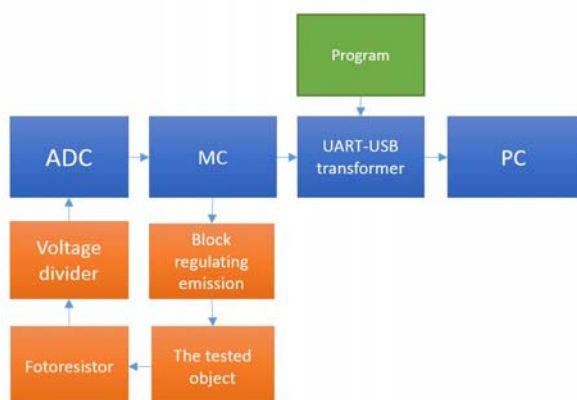 Program
ADC
MC
UART-USB
transformer
PC
Voltage
divider
Block
regulating
emission
Fotoresistor
The tested
object